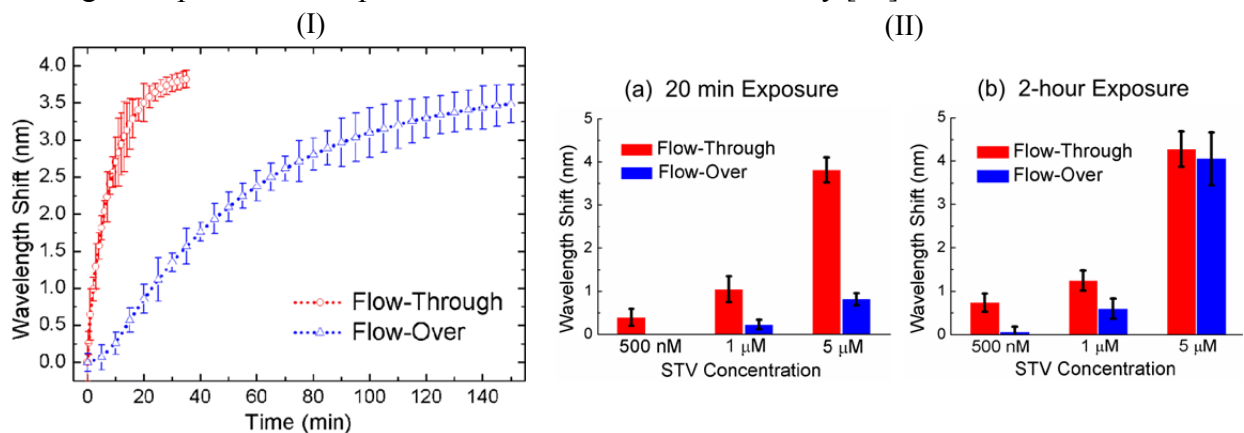 (I)
(II)
4.0
3.5
3.0
2.5
2.0
1.5
1.0
0.5
0.0
Wavelength Shift (nm)
Flow-Through
Flow-Over
0 20 40 60 80 100 120 140
Time (min)
(a) 20 min Exposure
5
4
3
2
1
0
Wavelength Shift (nm)
Flow-Through
Flow-Over
500 nM 1 μM 5 μM
STV Concentration
(b) 2-hour Exposure
5
4
3
2
1
0
Wavelength Shift (nm)
Flow-Through
Flow-Over
500 nM 1 μM 5 μM
STV Concentration